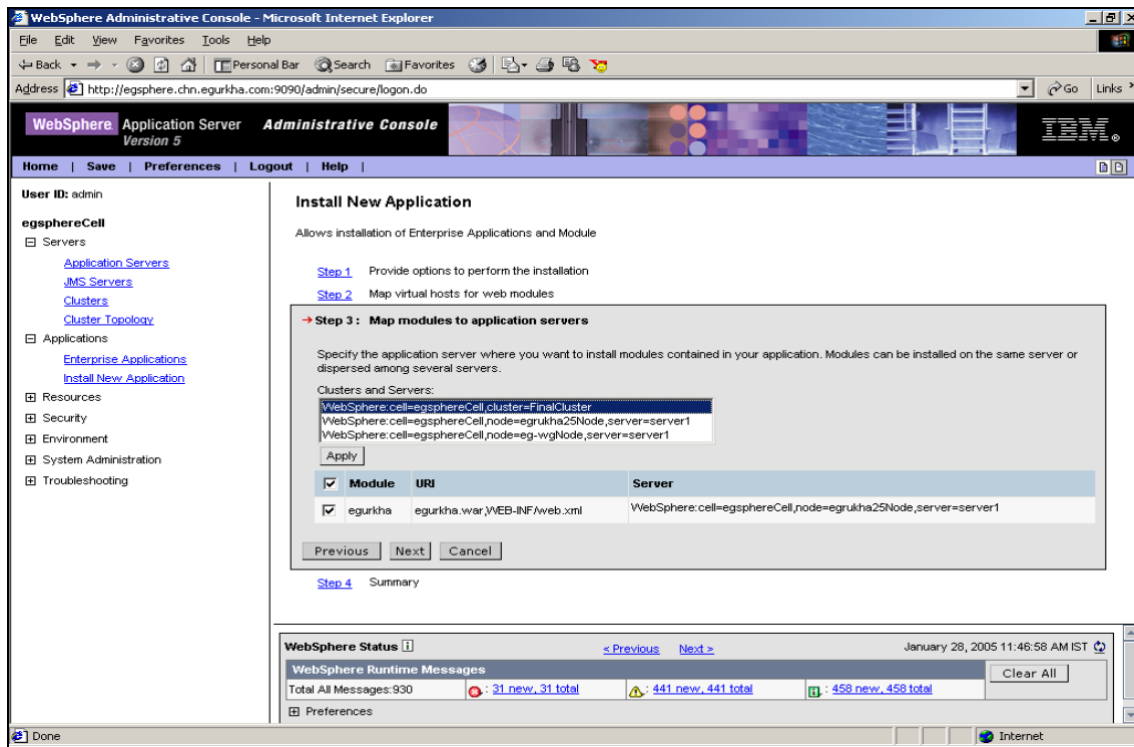 WebSphere Administrative Console - Microsoft Internet Explorer
File Edit View Favorites Tools Help
Back Personal Bar Search Favorites
Address http://egsphere.chn.egurkha.com:9090/admin/secure/logon.do Go Links
WebSphere Application Server Administrative Console
Version 5
IBM
Home | Save | Preferences | Logout | Help |
User ID: admin
egsphereCell
Servers
Application Servers
JMS Servers
Clusters
Cluster Topology
Applications
Enterprise Applications
Install New Application
Resources
Security
Environment
System Administration
Troubleshooting
Install New Application
Allows installation of Enterprise Applications and Module
Step 1 Provide options to perform the installation
Step 2 Map virtual hosts for web modules
Step 3 : Map modules to application servers
Specify the application server where you want to install modules contained in your application. Modules can be installed on the same server or
dispersed among several servers.
Clusters and Servers:
WebSphere:cell=egsphereCell,cluster=FinalCluster
WebSphere:cell=egsphereCell,node=egrukha25Node,server=server1
WebSphere:cell=egsphereCell,node=eg-wgNode,server=server1
Apply
Module URI Server
egurkha egurkha.war,WEB-INF/web.xml WebSphere:cell=egsphereCell,node=egrukha25Node,server=server1
Previous Next Cancel
Step 4 Summary
WebSphere Status < Previous Next > January 28, 2005 11:46:58 AM IST
WebSphere Runtime Messages Clear All
Total All Messages:930 : 31 new, 31 total : 441 new, 441 total : 458 new, 458 total
Preferences
Done Internet